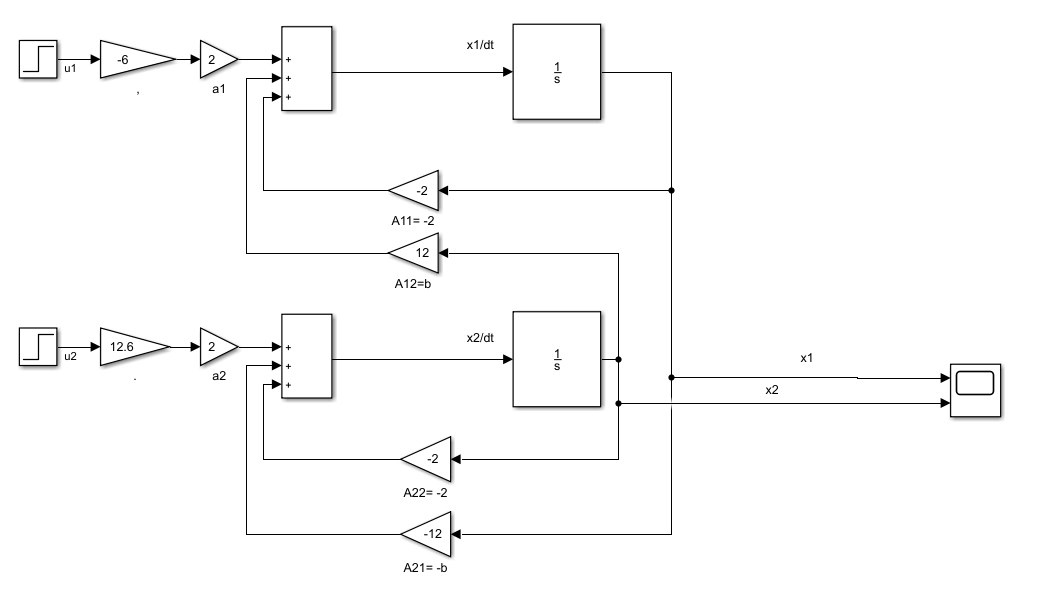 x1/dt
-6
2
+
+
+
1
s
u1
,
a1
-2
A11= -2
12
A12=b
x2/dt
12.6
2
+
+
+
1
s
u2
.
a2
x1
x2
-2
A22= -2
-12
A21= -b